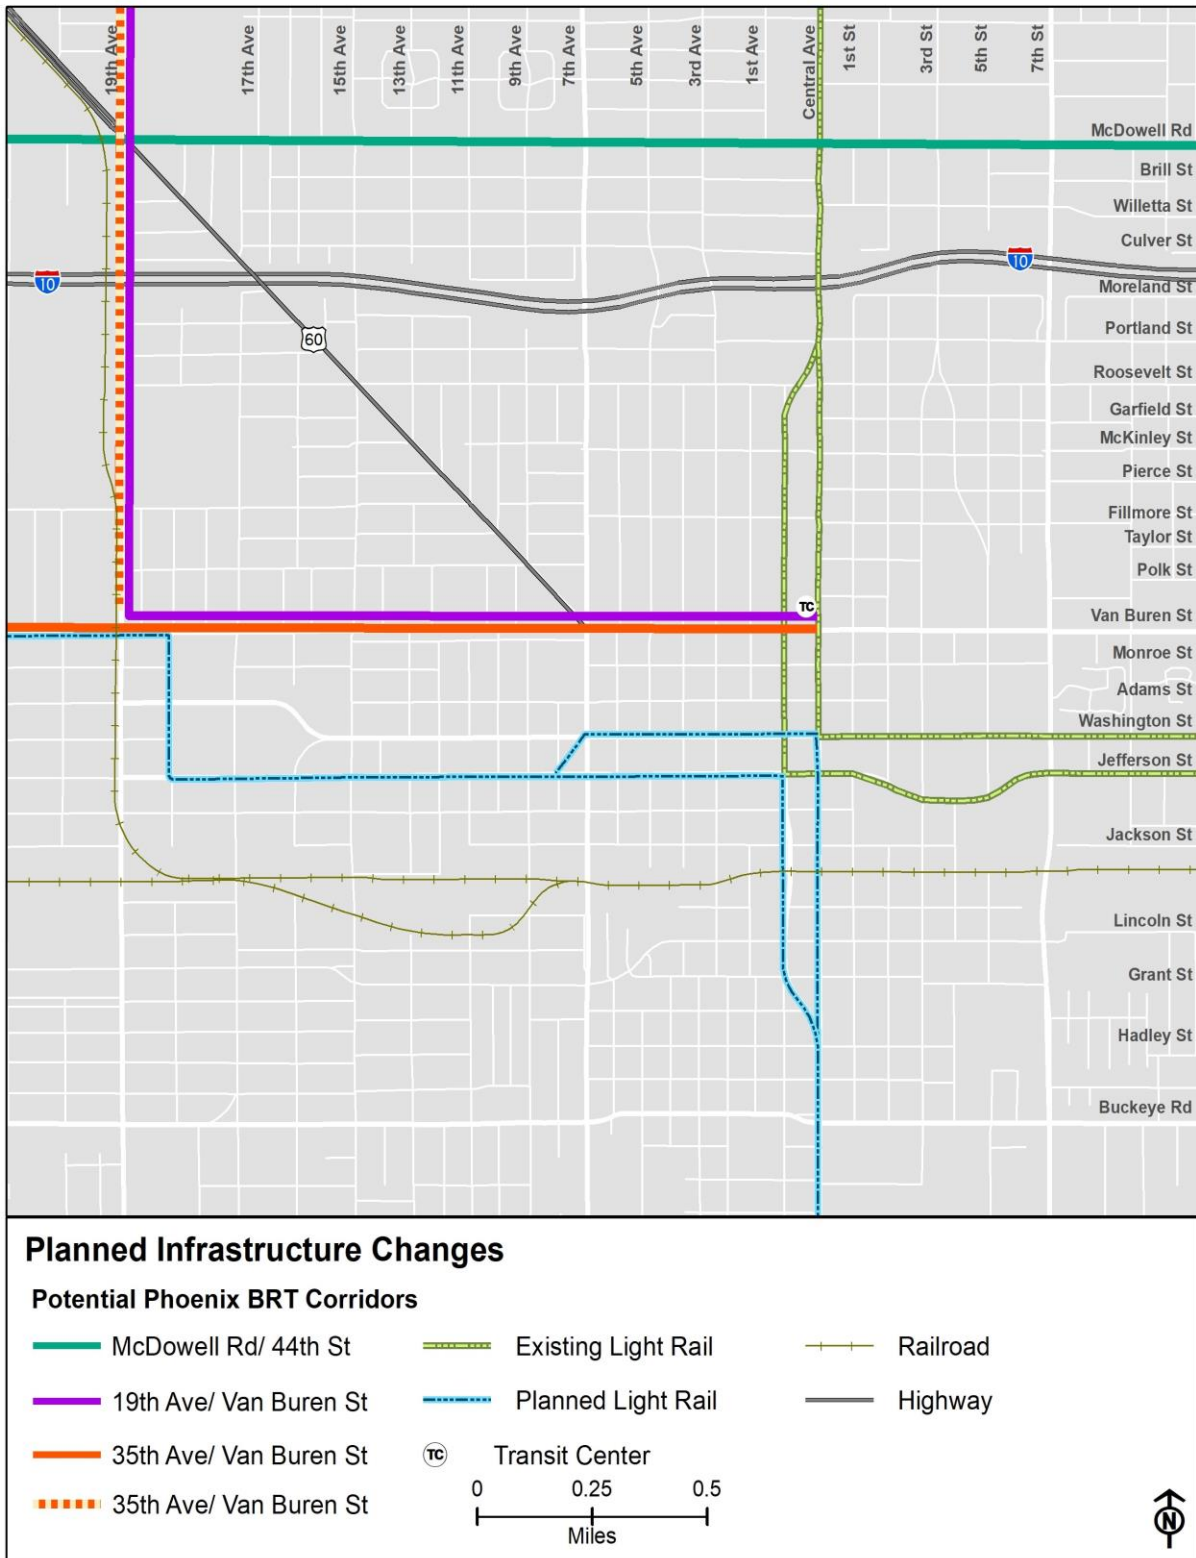 19th Ave
17th Ave
15th Ave
13th Ave
11th Ave
9th Ave
7th Ave
5th Ave
3rd Ave
1st Ave
Central Ave
1st St
3rd St
5th St
7th St
McDowell Rd
Brill St
Willetta St
Culver St
10
10
Moreland St
Portland St
60
Roosevelt St
Garfield St
McKinley St
Pierce St
Fillmore St
Taylor St
Polk St
TC
Van Buren St
Monroe St
Adams St
Washington St
Jefferson St
Jackson St
Lincoln St
Grant St
Hadley St
Buckeye Rd
Planned Infrastructure Changes
Potential Phoenix BRT Corridors
McDowell Rd/ 44th St
Existing Light Rail
Railroad
19th Ave/ Van Buren St
Planned Light Rail
Highway
35th Ave/ Van Buren St
TC Transit Center
35th Ave/ Van Buren St
0 0.25 0.5
Miles
N